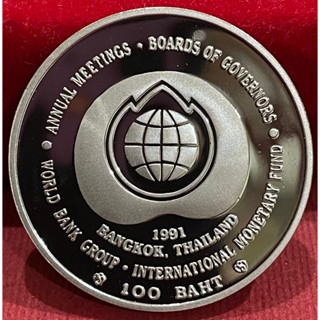 ANNUAL MEETINGS • BOARDS OF GOVERNORS •
WORLD BANK GROUP • INTERNATIONAL MONETARY FUND
1991
BANGKOK, THAILAND
100 BAHT